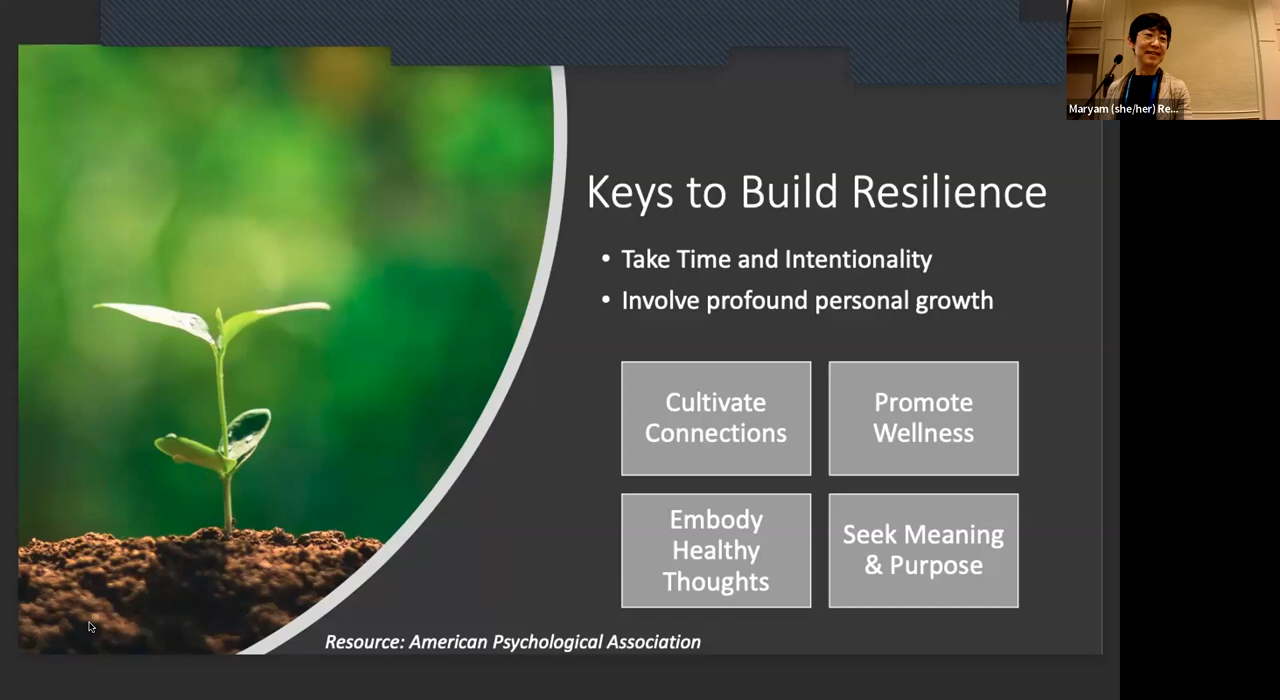 Maryam (she/her) Re...
Keys to Build Resilience
• Take Time and Intentionality
• Involve profound personal growth
Cultivate
Connections
Promote
Wellness
Embody
Healthy
Thoughts
Seek Meaning
& Purpose
Resource: American Psychological Association